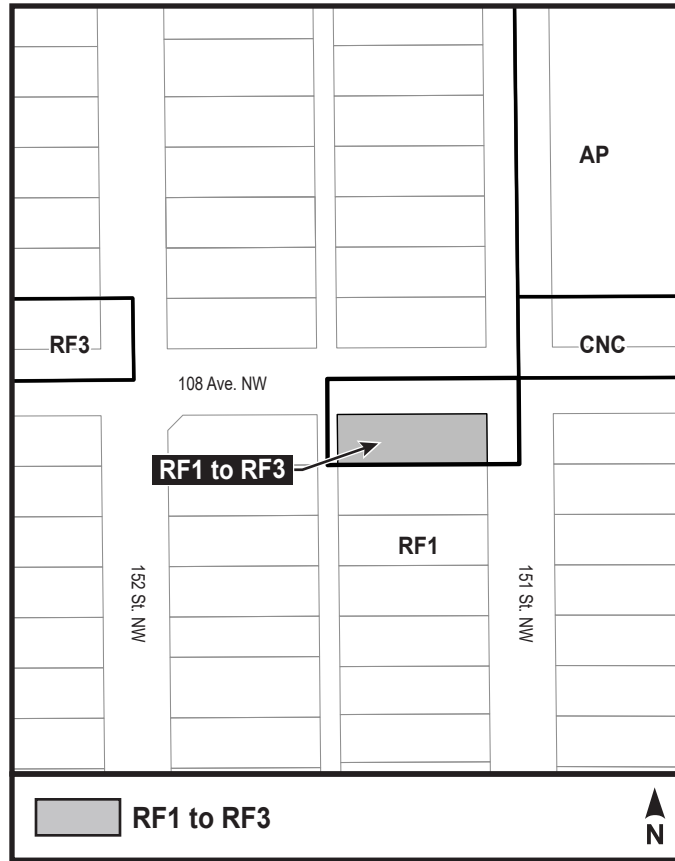 AP
RF3
CNC
108 Ave. NW
RF1 to RF3
RF1
152 St. NW
151 St. NW
RF1 to RF3
N